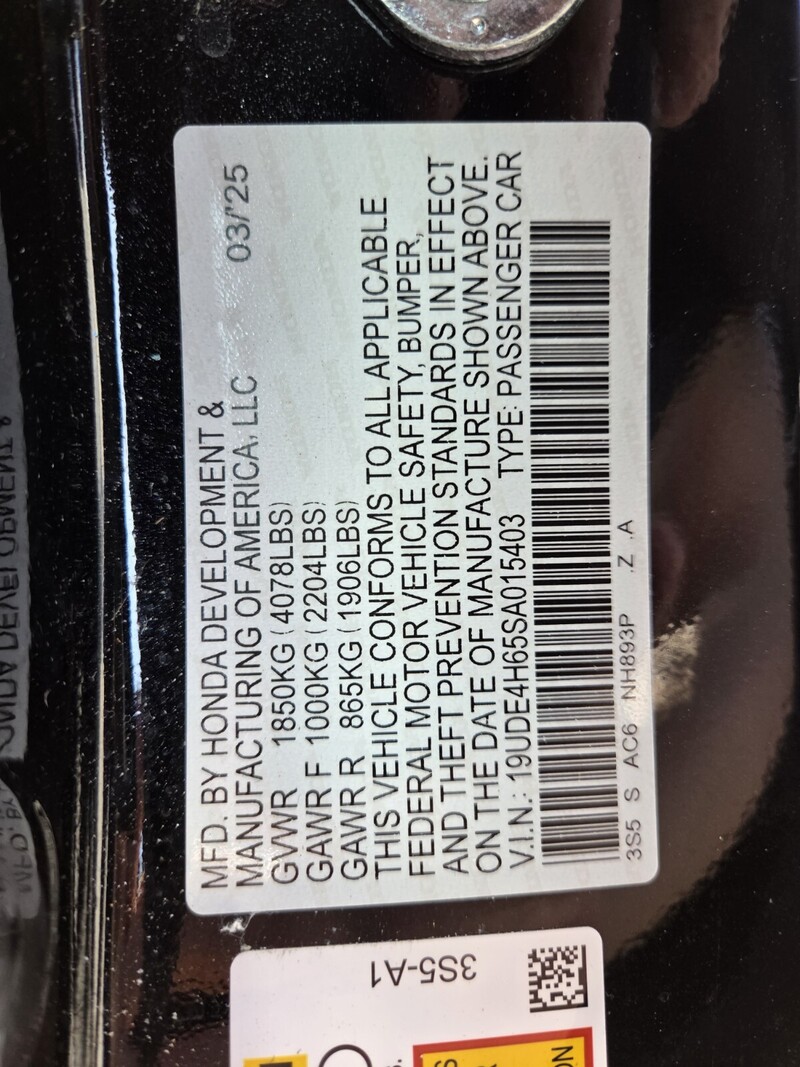 MFD. BY HONDA DEVELOPMENT &
MANUFACTURING OF AMERICA, LLC 03/'25
GVWR 1850KG (4078LBS)
GAWR F 1000KG (2204LBS)
GAWR R 865KG (1906LBS)
THIS VEHICLE CONFORMS TO ALL APPLICABLE
FEDERAL MOTOR VEHICLE SAFETY, BUMPER,
AND THEFT PREVENTION STANDARDS IN EFFECT
ON THE DATE OF MANUFACTURE SHOWN ABOVE.
V.I.N.: 19UDE4H65SA015403 TYPE: PASSENGER CAR
3S5 S AC6 NH893P .Z .A
3S5-A1